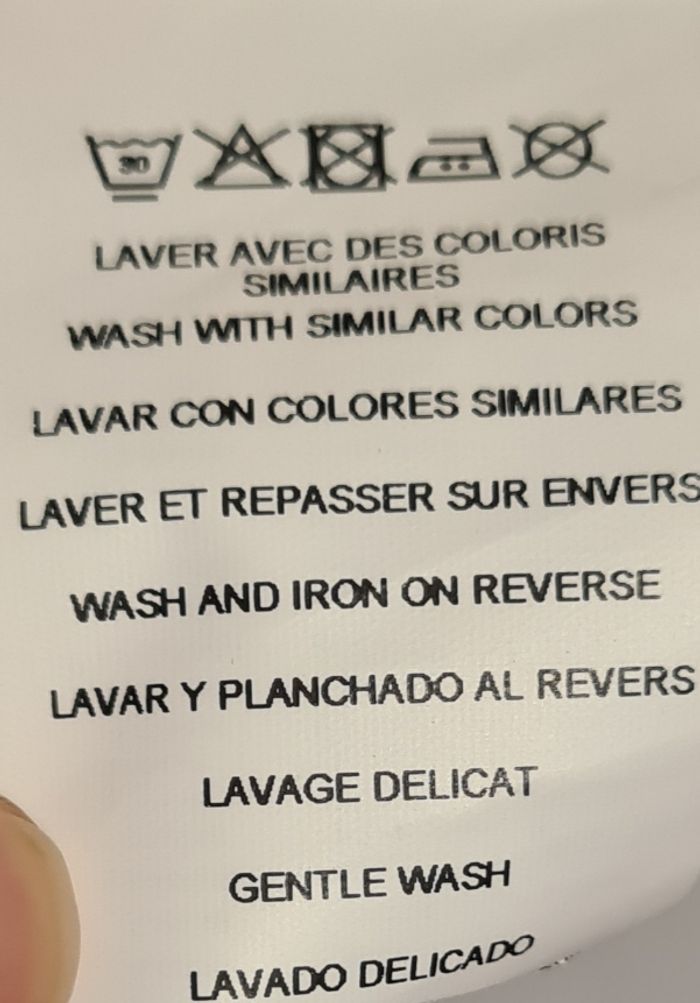 30
LAVER AVEC DES COLORIS
SIMILAIRES
WASH WITH SIMILAR COLORS
LAVAR CON COLORES SIMILARES
LAVER ET REPASSER SUR ENVERS
WASH AND IRON ON REVERSE
LAVAR Y PLANCHADO AL REVERS
LAVAGE DELICAT
GENTLE WASH
LAVADO DELICADO